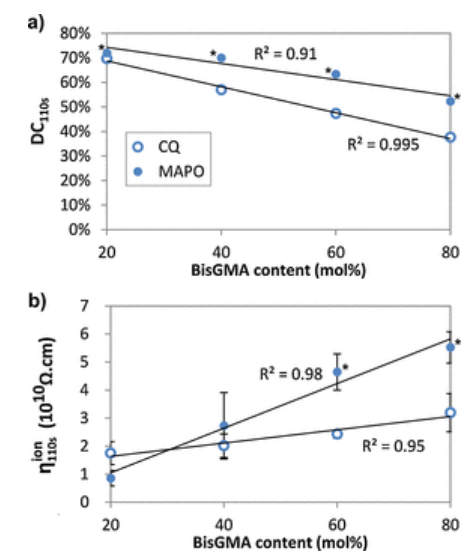 a)
80%
70%
60%
50%
40%
30%
20%
10%
0%
DC110s
* * * *
R² = 0.91
R² = 0.995
CQ
MAPO
20 40 60 80
BisGMA content (mol%)
b)
7
6
5
4
3
2
1
0
η ion 110s (10¹⁰Ω.cm)
* *
R² = 0.98
R² = 0.95
20 40 60 80
BisGMA content (mol%)